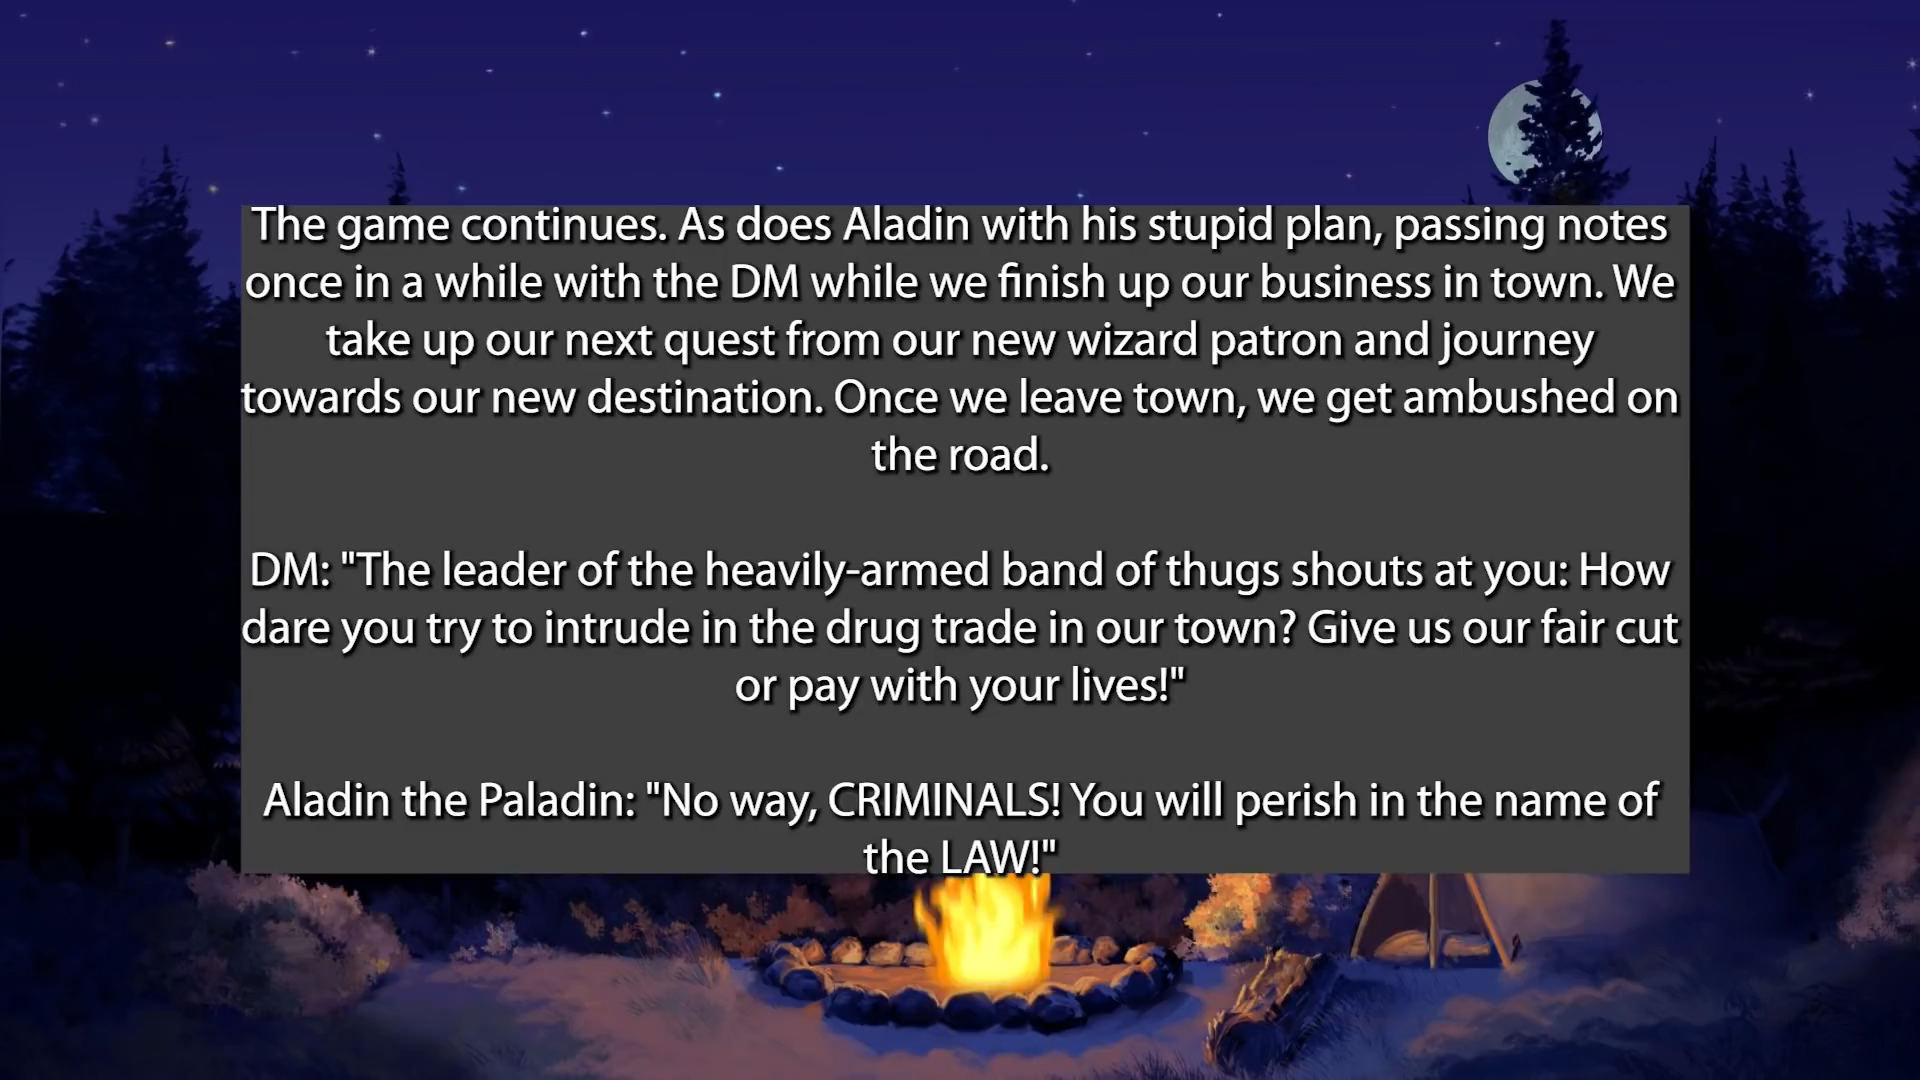 The game continues. As does Aladin with his stupid plan, passing notes
once in a while with the DM while we finish up our business in town. We
take up our next quest from our new wizard patron and journey
towards our new destination. Once we leave town, we get ambushed on
the road.
DM: "The leader of the heavily-armed band of thugs shouts at you: How
dare you try to intrude in the drug trade in our town? Give us our fair cut
or pay with your lives!"
Aladin the Paladin: "No way, CRIMINALS! You will perish in the name of
the LAW!"